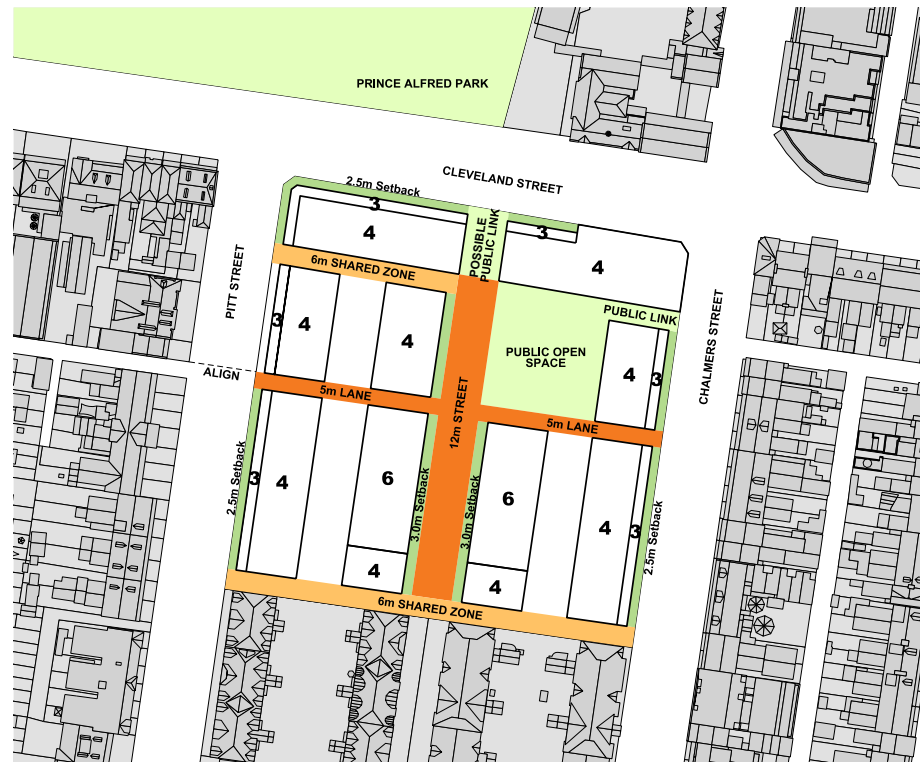 PRINCE ALFRED PARK
CLEVELAND STREET
2.5m Setback
3
4
POSSIBLE
PUBLIC LINK
3
4
6m SHARED ZONE
PITT STREET
3
4
4
PUBLIC LINK
PUBLIC OPEN
SPACE
4
3
CHALMERS STREET
ALIGN
5m LANE
12m STREET
5m LANE
2.5m Setback
3
4
6
3.0m Setback
3.0m Setback
6
4
3
2.5m Setback
4
4
6m SHARED ZONE